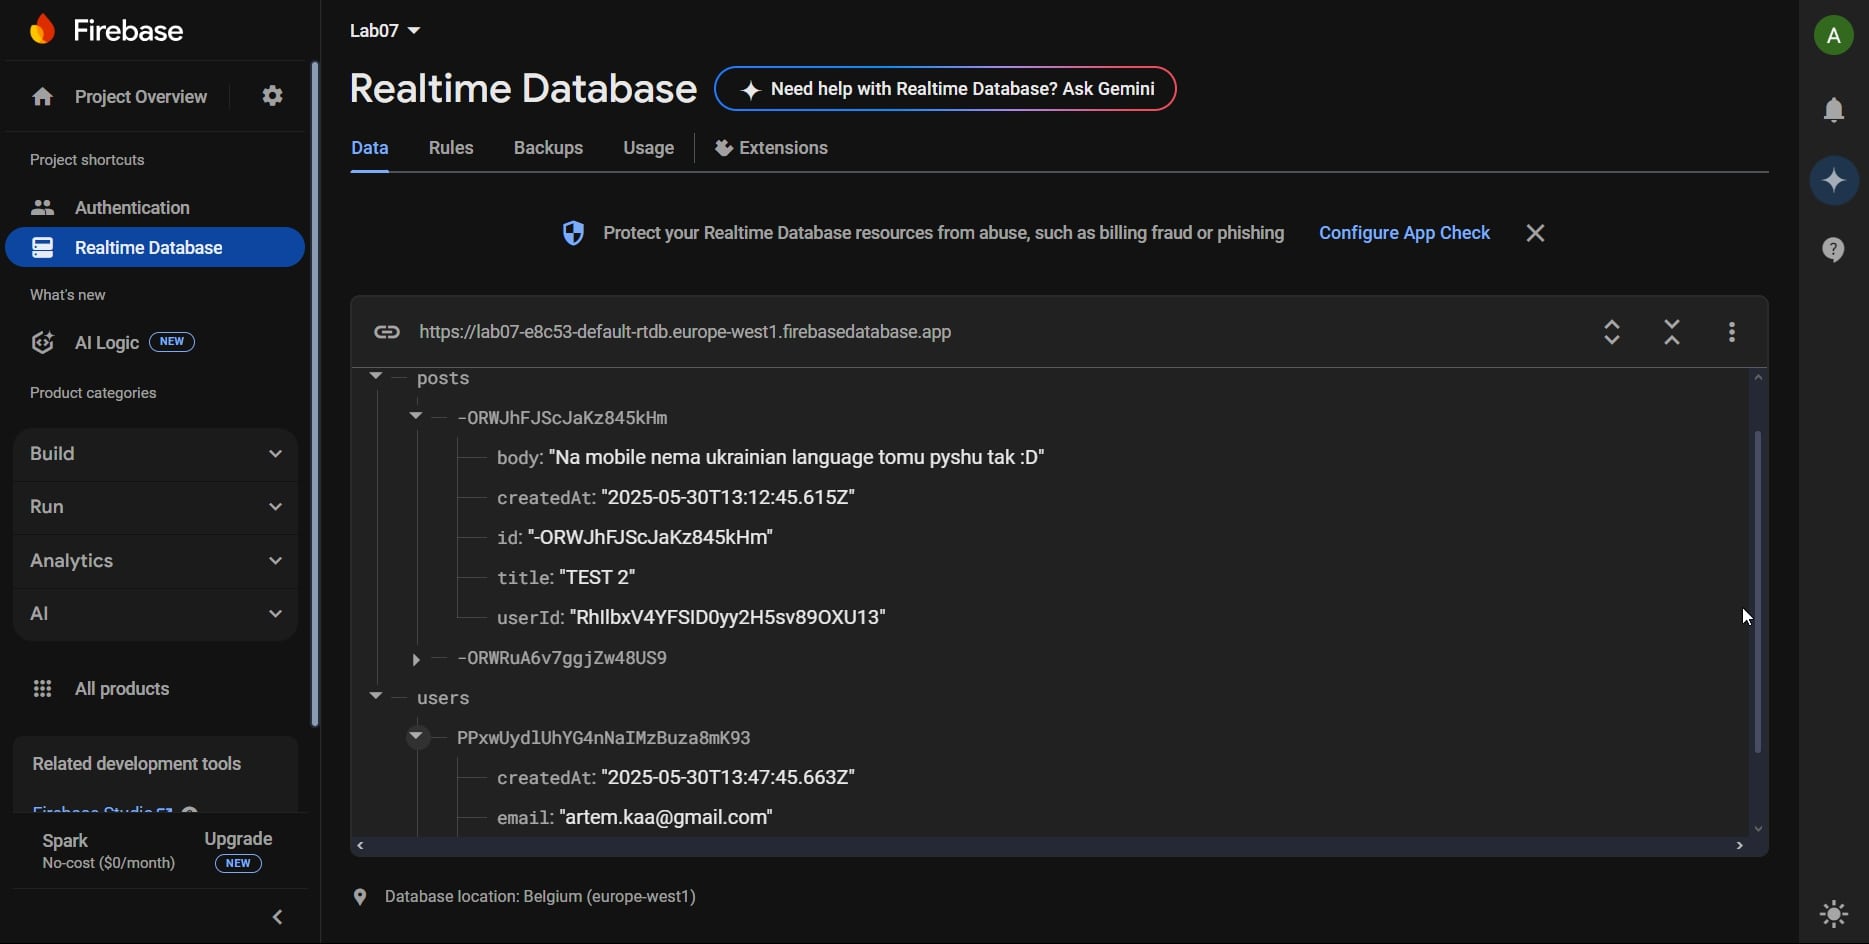 Firebase
Project Overview
Project shortcuts
Authentication
Realtime Database
What's new
AI Logic NEW
Product categories
Build
Run
Analytics
AI
All products
Related development tools
Firebase Studio
Spark
No-cost ($0/month)
Upgrade
NEW
Lab07
Realtime Database
Need help with Realtime Database? Ask Gemini
Data Rules Backups Usage Extensions
Protect your Realtime Database resources from abuse, such as billing fraud or phishing Configure App Check
https://lab07-e8c53-default-rtdb.europe-west1.firebasedatabase.app
posts
-ORWJhFJScJaKz845kHm
body: "Na mobile nema ukrainian language tomu pyshu tak :D"
createdAt: "2025-05-30T13:12:45.615Z"
id: "-ORWJhFJScJaKz845kHm"
title: "TEST 2"
userId: "RhlIbxV4YFSID0yy2H5sv89OXU13"
-ORWRuA6v7ggjZw48US9
users
PPxwUydlUhYG4nNaIMzBuza8mK93
createdAt: "2025-05-30T13:47:45.663Z"
email: "artem.kaa@gmail.com"
Database location: Belgium (europe-west1)
A